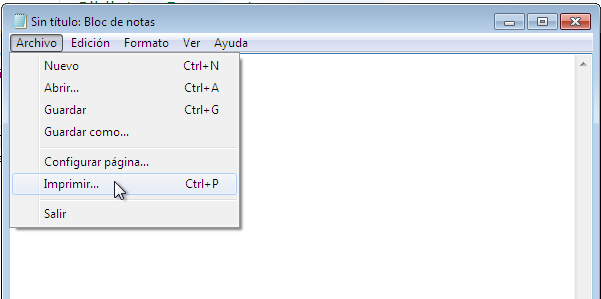 Sin título: Bloc de notas
Archivo Edición Formato Ver Ayuda
Nuevo Ctrl+N
Abrir... Ctrl+A
Guardar Ctrl+G
Guardar como...
Configurar página...
Imprimir... Ctrl+P
Salir